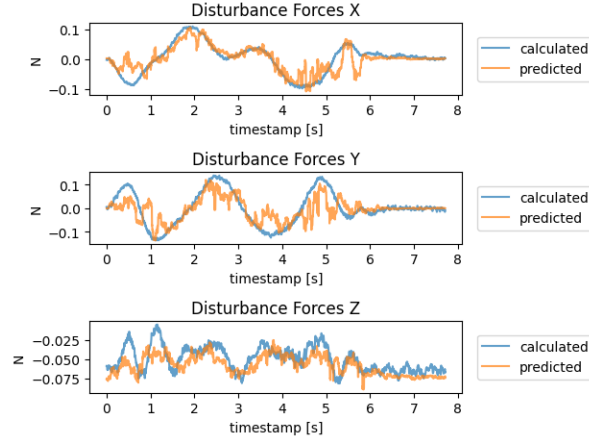 Disturbance Forces X
0.1
0.0
−0.1
N
0 1 2 3 4 5 6 7 8
timestamp [s]
calculated
predicted
Disturbance Forces Y
0.1
0.0
−0.1
N
0 1 2 3 4 5 6 7 8
timestamp [s]
calculated
predicted
Disturbance Forces Z
−0.025
−0.050
−0.075
N
0 1 2 3 4 5 6 7 8
timestamp [s]
calculated
predicted